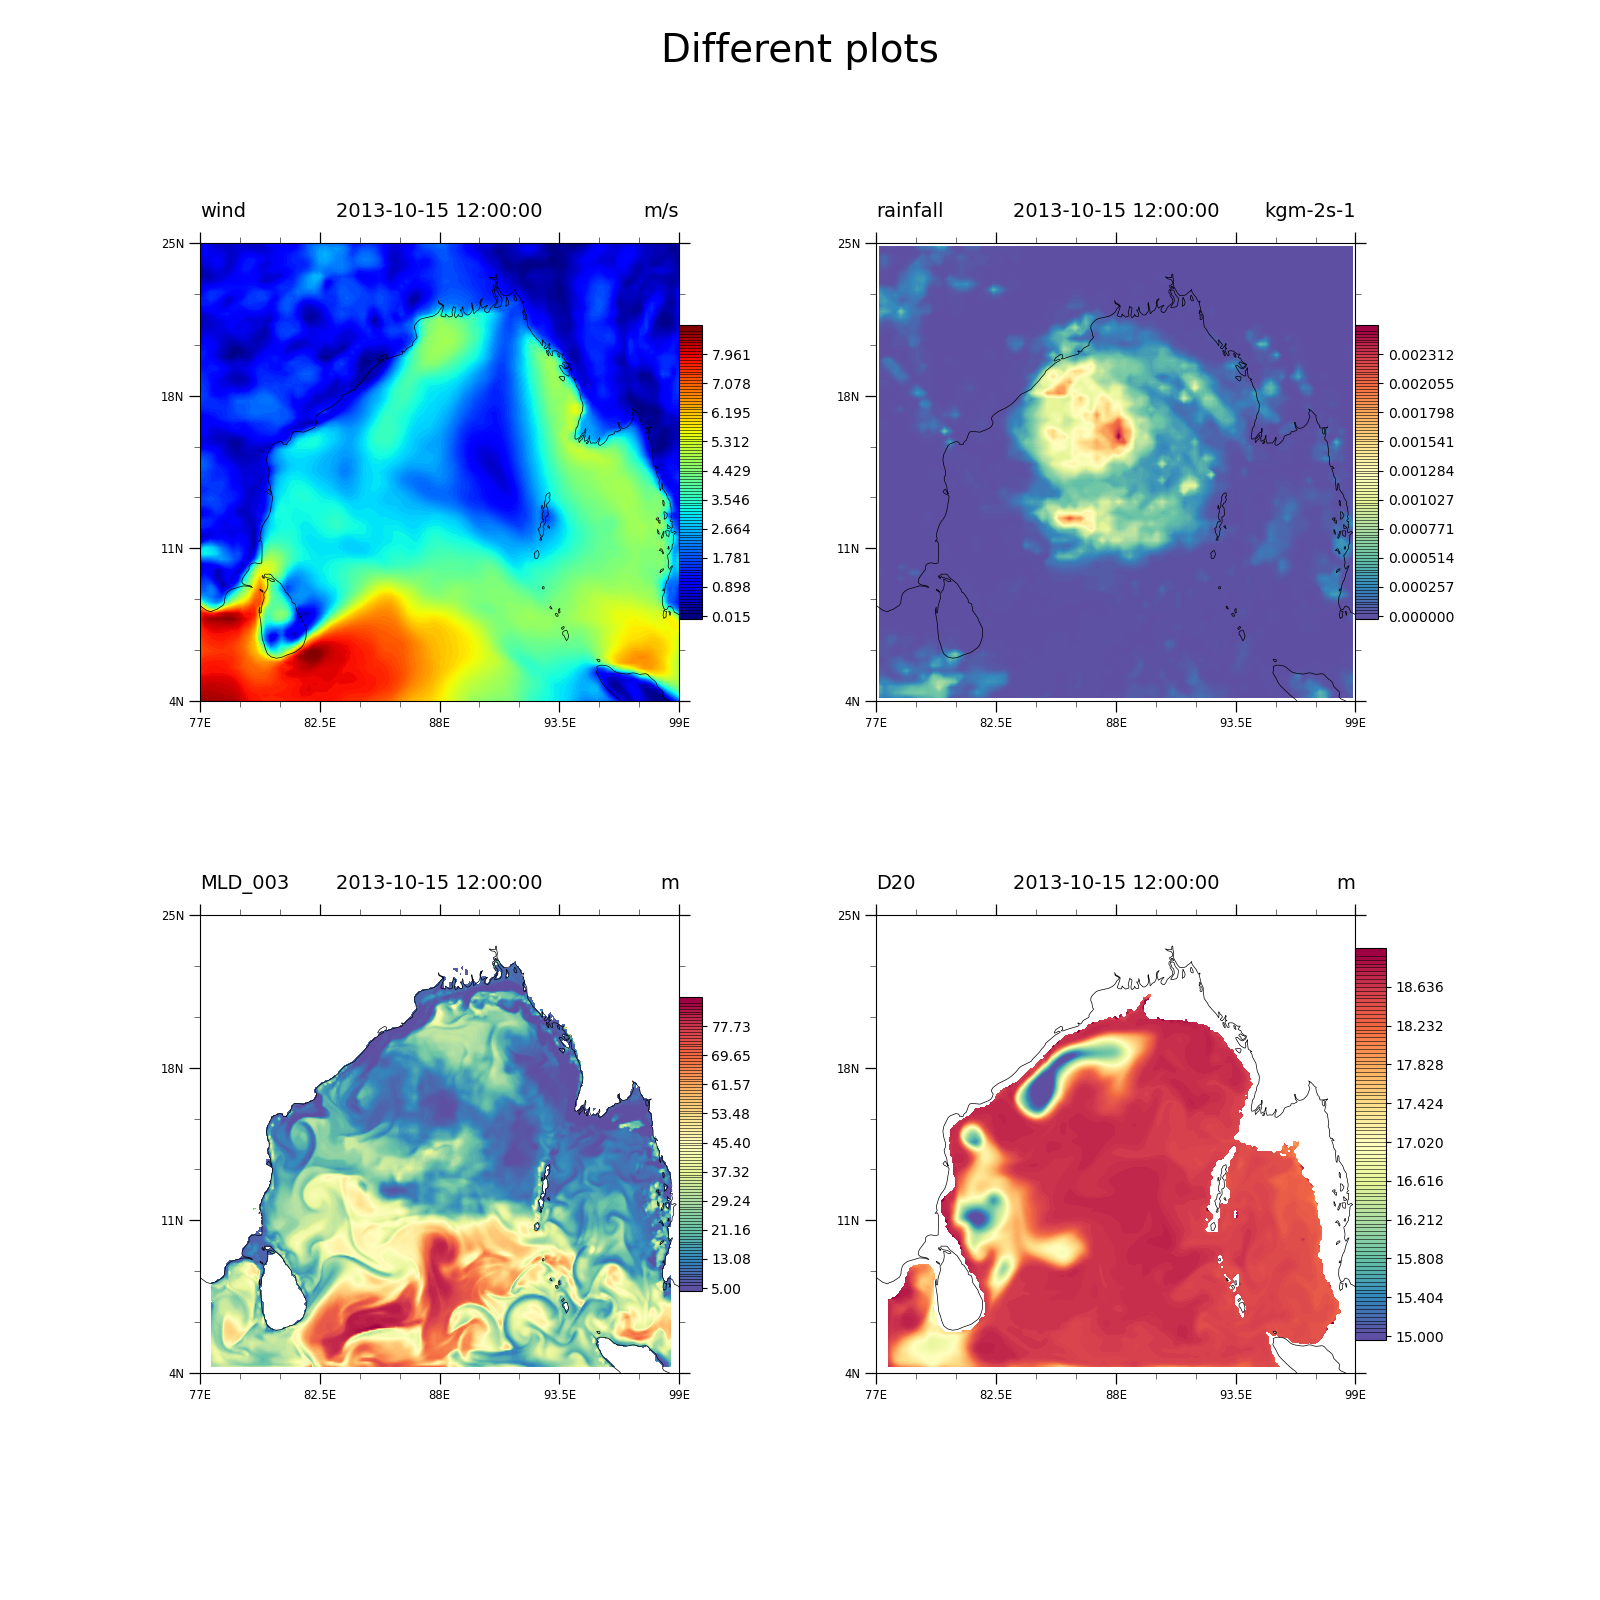 Different plots
wind 2013-10-15 12:00:00 m/s
25N
18N
11N
4N
77E 82.5E 88E 93.5E 99E
7.961
7.078
6.195
5.312
4.429
3.546
2.664
1.781
0.898
0.015
rainfall 2013-10-15 12:00:00 kgm-2s-1
25N
18N
11N
4N
77E 82.5E 88E 93.5E 99E
0.002312
0.002055
0.001798
0.001541
0.001284
0.001027
0.000771
0.000514
0.000257
0.000000
MLD_003 2013-10-15 12:00:00 m
25N
18N
11N
4N
77E 82.5E 88E 93.5E 99E
77.73
69.65
61.57
53.48
45.40
37.32
29.24
21.16
13.08
5.00
D20 2013-10-15 12:00:00 m
25N
18N
11N
4N
77E 82.5E 88E 93.5E 99E
18.636
18.232
17.828
17.424
17.020
16.616
16.212
15.808
15.404
15.000